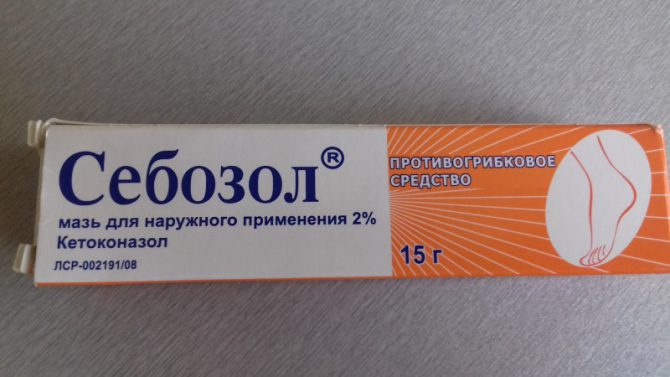 Себозол®
мазь для наружного применения 2%
Кетоконазол
ЛСР-002191/08
ПРОТИВОГРИБКОВОЕ
СРЕДСТВО
15 г